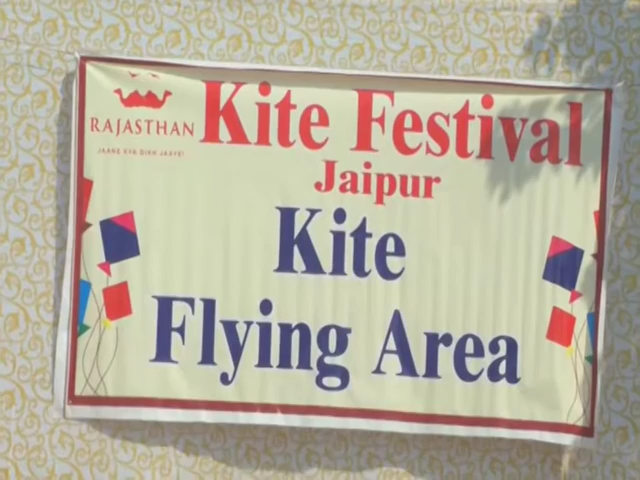 RAJASTHAN
JAANE KYA DIKH JAAYE!
Kite Festival
Jaipur
Kite
Flying Area